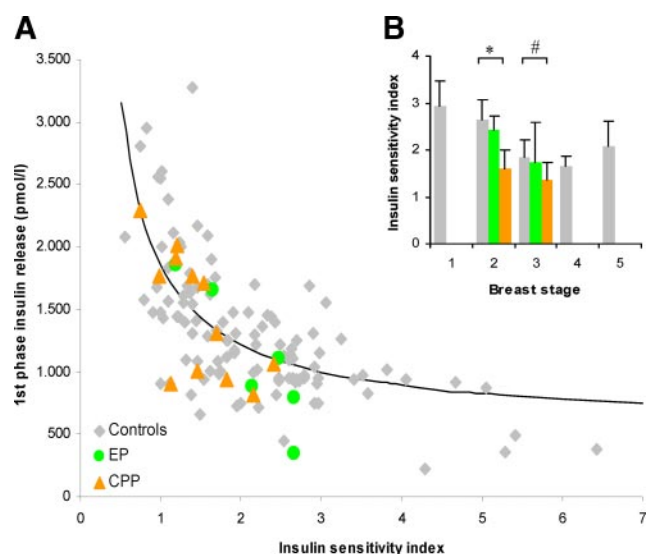 A
3.500
3.000
2.500
2.000
1.500
1.000
500
0
1st phase insulin release (pmol/l)
Controls
EP
CPP
0 1 2 3 4 5 6 7
Insulin sensitivity index
B
4
3
2
1
0
Insulin sensitivity index
* #
1 2 3 4 5
Breast stage